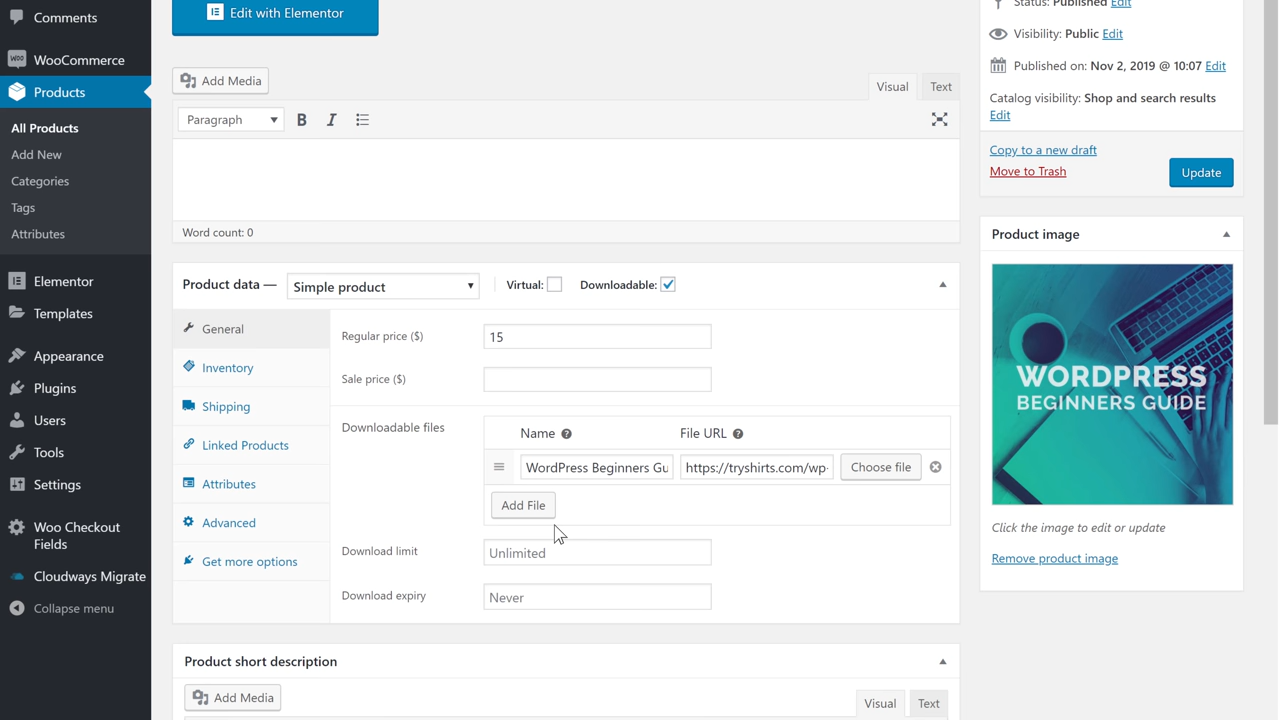 Comments
WooCommerce
Products
All Products
Add New
Categories
Tags
Attributes
Elementor
Templates
Appearance
Plugins
Users
Tools
Settings
Woo Checkout
Fields
Cloudways Migrate
Collapse menu
Edit with Elementor
Add Media
Visual
Text
Paragraph
B I
Word count: 0
Product data —
Simple product
Virtual:
Downloadable:
General
Inventory
Shipping
Linked Products
Attributes
Advanced
Get more options
Regular price ($)
15
Sale price ($)
Downloadable files
Name
File URL
WordPress Beginners Gu
https://tryshirts.com/wp-
Choose file
Add File
Download limit
Unlimited
Download expiry
Never
Product short description
Add Media
Visual
Text
Status: Published Edit
Visibility: Public Edit
Published on: Nov 2, 2019 @ 10:07 Edit
Catalog visibility: Shop and search results
Edit
Copy to a new draft
Move to Trash
Update
Product image
WORDPRESS
BEGINNERS GUIDE
Click the image to edit or update
Remove product image